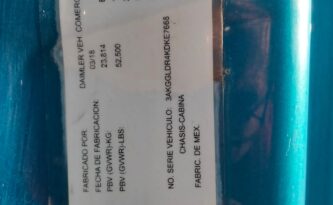 FABRICADO POR: DAIMLER VEH. COMERC
FECHA DE FABRICACION: 03/18
PBV (GVWR)-KG: 23,814
PBV (GVWR)-LBS: 52,500
NO. SERIE VEHICULO: 3AKGGLDR4KDKE7668
CHASIS-CABINA
FABRIC. DE MEX.